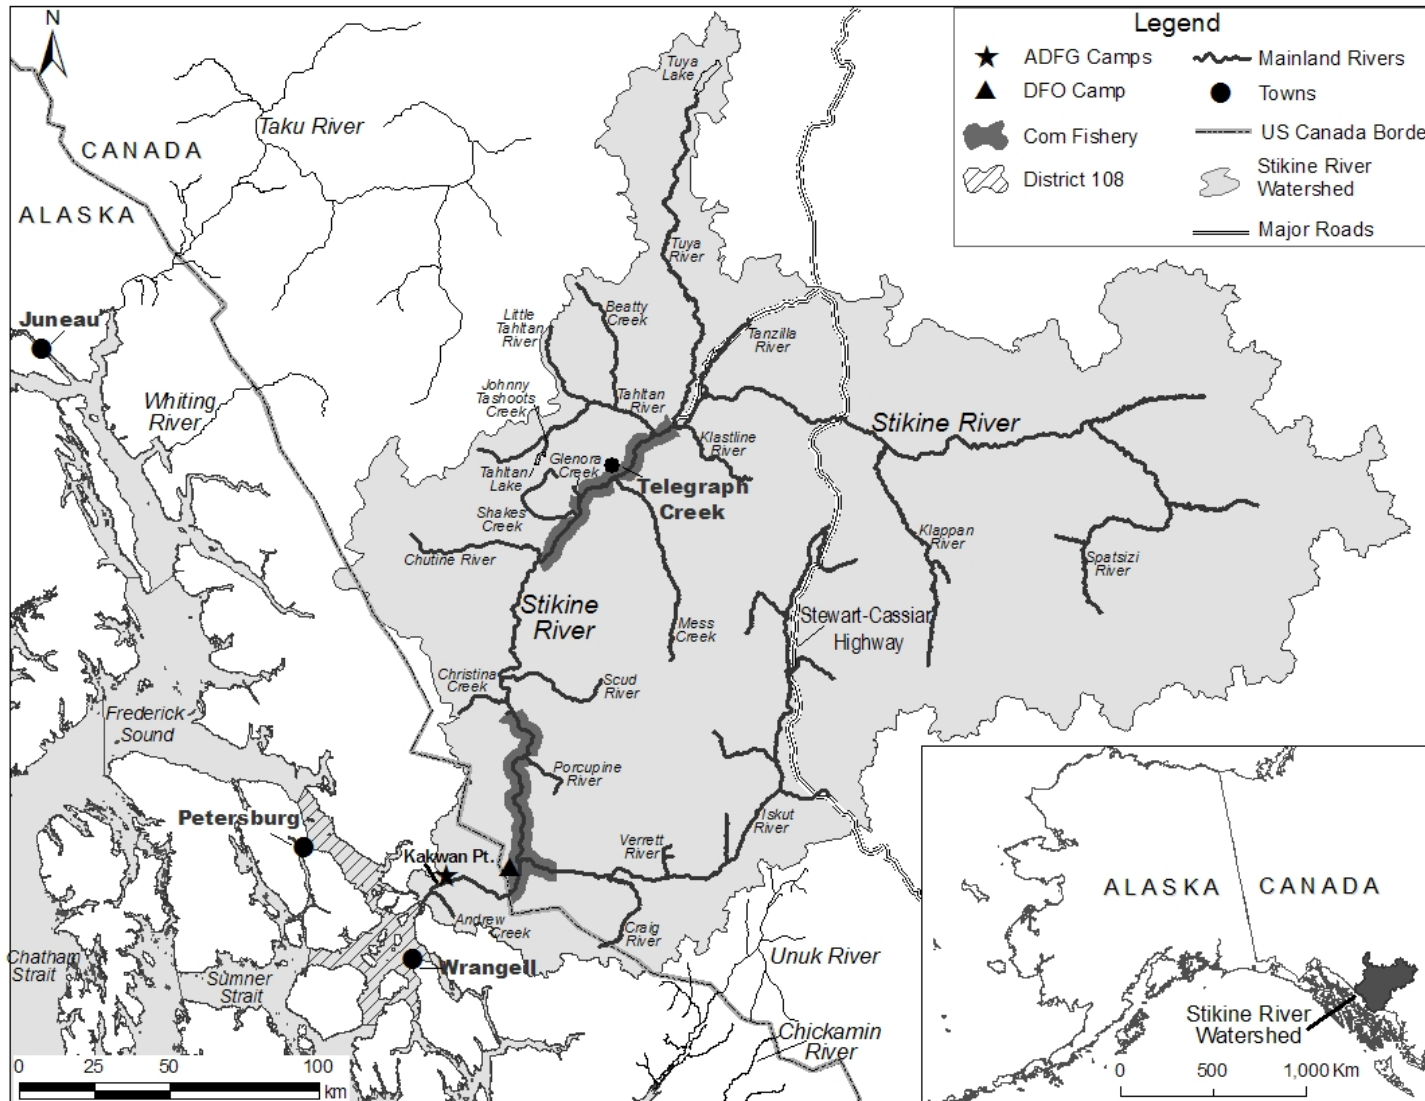 N
CANADA
ALASKA
Taku River
Tuya
Lake
Legend
ADFG Camps
DFO Camp
Com Fishery
District 108
Mainland Rivers
Towns
US Canada Borde
Stikine River
Watershed
Major Roads
Juneau
Whiting
River
Little
Tahltan
River
Beatty
Creek
Tuya
River
Tanzilla
River
Johnny
Tashoots
Creek
Tahltan
River
Klastline
River
Stikine River
Tahltan
Lake
Glenora
Creek
Telegraph
Creek
Shakes
Creek
Chutine River
Klappan
River
Spatsizi
River
Stikine
River
Mess
Creek
Stewart-Cassiar
Highway
Christina
Creek
Scud
River
Frederick
Sound
Porcupine
River
Petersburg
Iskut
River
Verrett
River
Kakwan Pt.
Andrew
Creek
Craig
River
Chatham
Strait
Sumner
Strait
Wrangell
Unuk River
Chickamin
River
0 25 50 100
km
ALASKA
CANADA
Stikine River
Watershed
0 500 1,000 Km